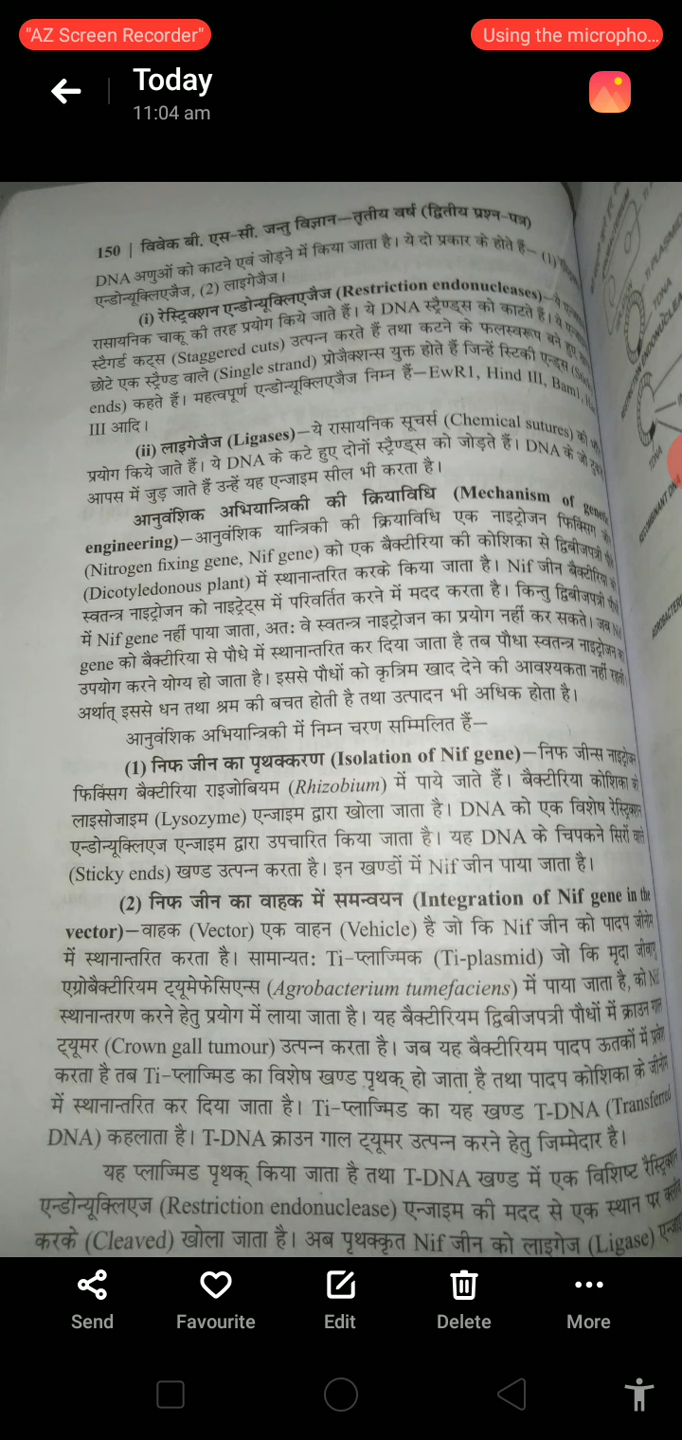 "AZ Screen Recorder"
Using the micropho...
Today
11:04 am
150 | विवेक बी. एस-सी. जन्तु विज्ञान—तृतीय वर्ष (द्वितीय प्रश्न-पत्र)
DNA अणुओं को काटने एवं जोड़ने में किया जाता है। ये दो प्रकार के होते हैं— (1)
एन्डोन्यूक्लिएजैज, (2) लाइगेजैज।
(i) रेस्ट्रिक्शन एन्डोन्यूक्लिएजैज (Restriction endonucleases)—ये
रासायनिक चाकू की तरह प्रयोग किये जाते हैं। ये DNA स्ट्रैण्ड्स को काटते हैं। ये
स्टैगर्ड कट्स (Staggered cuts) उत्पन्न करते हैं तथा कटने के फलस्वरूप बने हुए
छोटे एक स्ट्रैण्ड वाले (Single strand) प्रोजैक्शन्स युक्त होते हैं जिन्हें स्टिकी एन्ड्स
ends) कहते हैं। महत्वपूर्ण एन्डोन्यूक्लिएजैज निम्न हैं—EwR1, Hind III, Bam1,
III आदि।
(ii) लाइगेजैज (Ligases)—ये रासायनिक सूचर्स (Chemical sutures) की
प्रयोग किये जाते हैं। ये DNA के कटे हुए दोनों स्ट्रैण्ड्स को जोड़ते हैं। DNA के जो
आपस में जुड़ जाते हैं उन्हें यह एन्जाइम सील भी करता है।
आनुवंशिक अभियान्त्रिकी की क्रियाविधि (Mechanism of genetic
engineering)—आनुवंशिक यान्त्रिकी की क्रियाविधि एक नाइट्रोजन फिक्सिंग
(Nitrogen fixing gene, Nif gene) को एक बैक्टीरिया की कोशिका से द्विबीजपत्री
(Dicotyledonous plant) में स्थानान्तरित करके किया जाता है। Nif जीन बैक्टीरिया
स्वतन्त्र नाइट्रोजन को नाइट्रेट्स में परिवर्तित करने में मदद करता है। किन्तु द्विबीजपत्री
में Nif gene नहीं पाया जाता, अत: वे स्वतन्त्र नाइट्रोजन का प्रयोग नहीं कर सकते। जब
gene को बैक्टीरिया से पौधे में स्थानान्तरित कर दिया जाता है तब पौधा स्वतन्त्र नाइट्रोजन
उपयोग करने योग्य हो जाता है। इससे पौधों को कृत्रिम खाद देने की आवश्यकता नहीं
अर्थात् इससे धन तथा श्रम की बचत होती है तथा उत्पादन भी अधिक होता है।
आनुवंशिक अभियान्त्रिकी में निम्न चरण सम्मिलित हैं—
(1) निफ जीन का पृथक्करण (Isolation of Nif gene)—निफ जीन्स नाइट्रोजन
फिक्सिंग बैक्टीरिया राइजोबियम (Rhizobium) में पाये जाते हैं। बैक्टीरिया कोशिका को
लाइसोजाइम (Lysozyme) एन्जाइम द्वारा खोला जाता है। DNA को एक विशेष रेस्ट्रिक्शन
एन्डोन्यूक्लिएज एन्जाइम द्वारा उपचारित किया जाता है। यह DNA के चिपकने सिरों वाले
(Sticky ends) खण्ड उत्पन्न करता है। इन खण्डों में Nif जीन पाया जाता है।
(2) निफ जीन का वाहक में समन्वयन (Integration of Nif gene in the
vector)—वाहक (Vector) एक वाहन (Vehicle) है जो कि Nif जीन को पादप जीनोम
में स्थानान्तरित करता है। सामान्यत: Ti-प्लाज्मिक (Ti-plasmid) जो कि मृदा जीवाणु
एग्रोबैक्टीरियम ट्यूमेफेसिएन्स (Agrobacterium tumefaciens) में पाया जाता है, को Nif
स्थानान्तरण करने हेतु प्रयोग में लाया जाता है। यह बैक्टीरियम द्विबीजपत्री पौधों में क्राउन गाल
ट्यूमर (Crown gall tumour) उत्पन्न करता है। जब यह बैक्टीरियम पादप ऊतकों में प्रवेश
करता है तब Ti-प्लाज्मिड का विशेष खण्ड पृथक् हो जाता है तथा पादप कोशिका के जीनोम
में स्थानान्तरित कर दिया जाता है। Ti-प्लाज्मिड का यह खण्ड T-DNA (Transferred
DNA) कहलाता है। T-DNA क्राउन गाल ट्यूमर उत्पन्न करने हेतु जिम्मेदार है।
यह प्लाज्मिड पृथक् किया जाता है तथा T-DNA खण्ड में एक विशिष्ट रैस्ट्रिक्शन
एन्डोन्यूक्लिएज (Restriction endonuclease) एन्जाइम की मदद से एक स्थान पर
करके (Cleaved) खोला जाता है। अब पृथक्कृत Nif जीन को लाइगेज (Ligase)
TI PLASMID
TDNA
TDNA
RECOMBINANT DNA
Send
Favourite
Edit
Delete
More